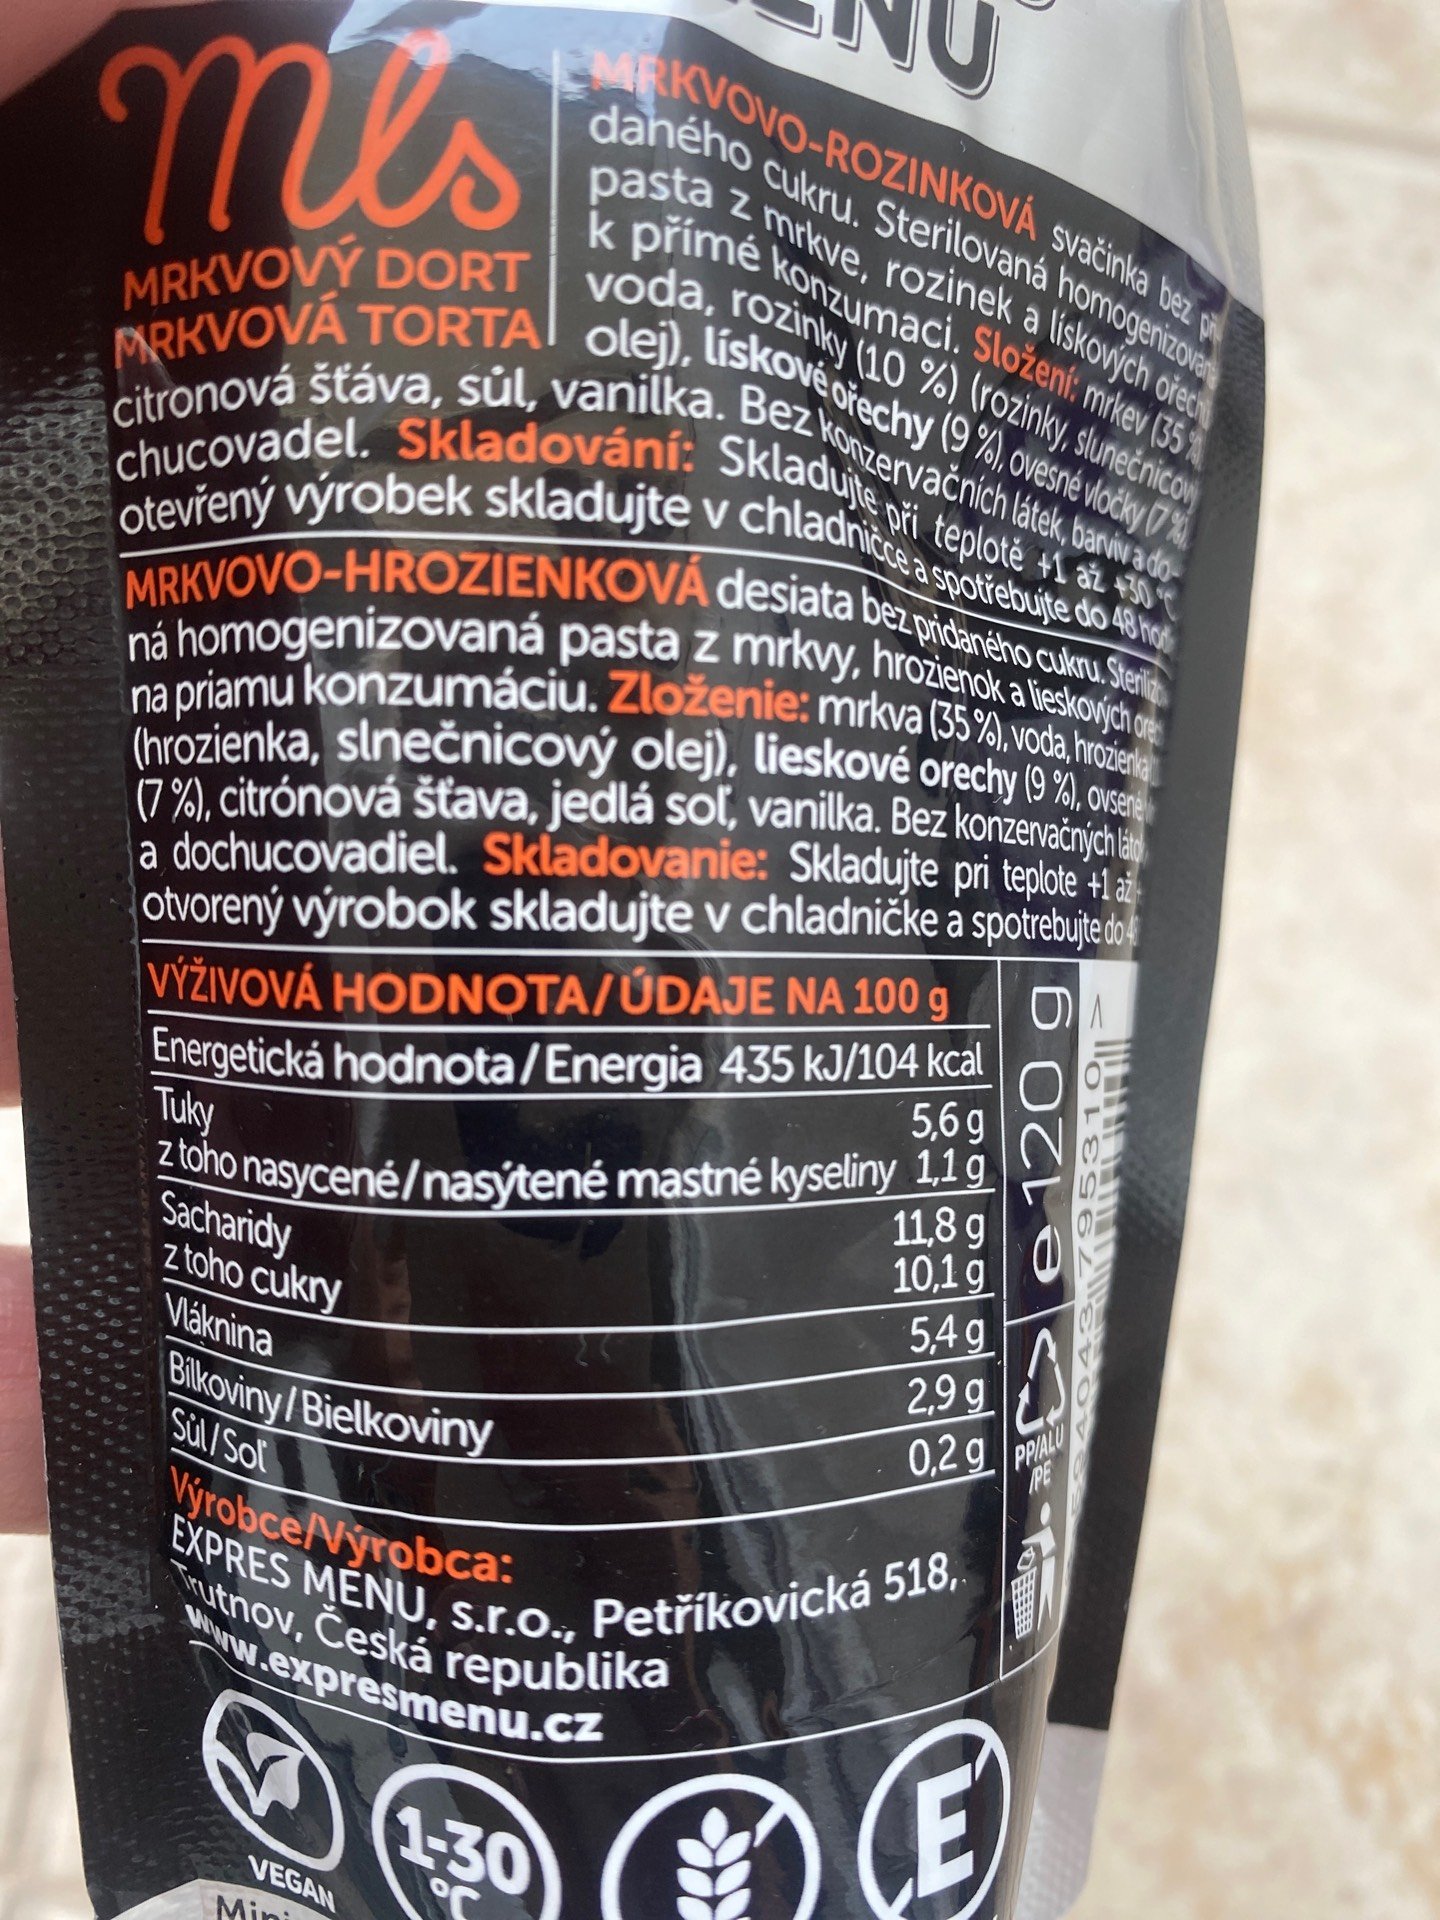 ENU
mls
MRKVOVÝ DORT
MRKVOVÁ TORTA
MRKVOVO-ROZINKOVÁ svačinka bez
daného cukru. Sterilovaná homogenizovaná
pasta z mrkve, rozinek a lískových
k přímé konzumaci. Složení: mrkev (35 %
voda, rozinky (10 %) (rozinky, slunečnicový
olej), lískové ořechy (9 %), ovesné vločky (7 %),
citronová šťáva, sůl, vanilka. Bez konzervačních látek, barviv a do-
chucovadel. Skladování: Skladujte při teplotě +1 až +30 °C
otevřený výrobek skladujte v chladničce a spotřebujte do 48 hod
MRKVOVO-HROZIENKOVÁ desiata bez pridaného cukru.
ná homogenizovaná pasta z mrkvy, hrozienok a lieskových
na priamu konzumáciu. Zloženie: mrkva (35 %), voda, hrozienka
(hrozienka, slnečnicový olej), lieskové orechy (9 %), ovsené
(7 %), citrónová šťava, jedlá soľ, vanilka. Bez konzervačných
a dochucovadiel. Skladovanie: Skladujte pri teplote +1 až
otvorený výrobok skladujte v chladničke a spotrebujte do
VÝŽIVOVÁ HODNOTA/ÚDAJE NA 100 g
Energetická hodnota/Energia 435 kJ/104 kcal
Tuky 5,6 g
z toho nasycené/nasýtené mastné kyseliny 1,1 g
Sacharidy 11,8 g
z toho cukry 10,1 g
Vláknina 5,4 g
Bílkoviny/Bielkoviny 2,9 g
Sůl/Soľ 0,2 g
e 120 g
PP/ALU
/PE
8 594043 795310 >
Výrobce/Výrobca:
EXPRES MENU, s.r.o., Petříkovická 518,
Trutnov, Česká republika
www.expresmenu.cz
VEGAN
1-30
°C
E